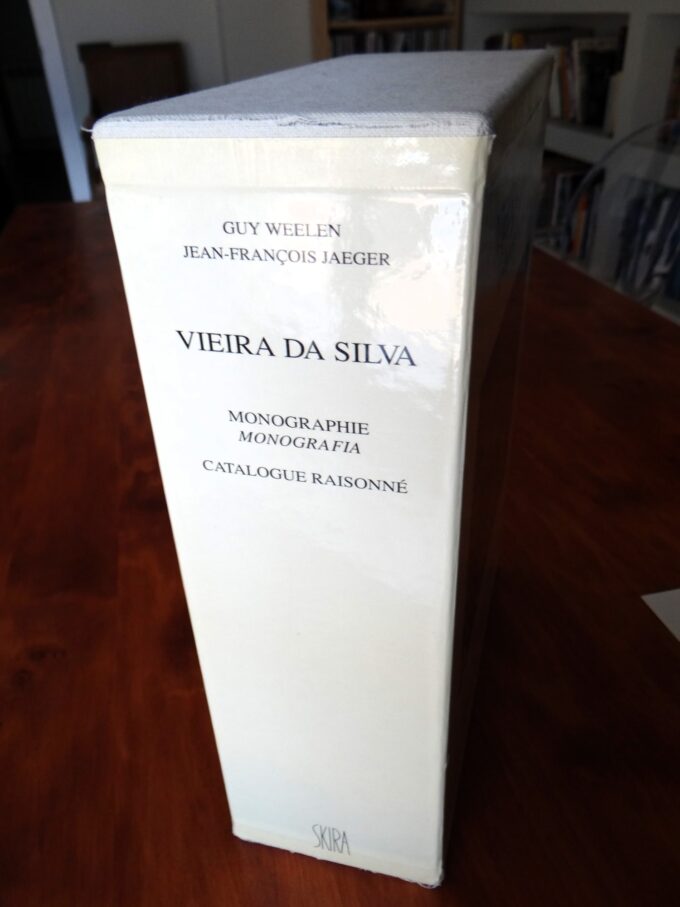 GUY WEELEN
JEAN-FRANÇOIS JAEGER
VIEIRA DA SILVA
MONOGRAPHIE
MONOGRAFIA
CATALOGUE RAISONNÉ
SKIRA